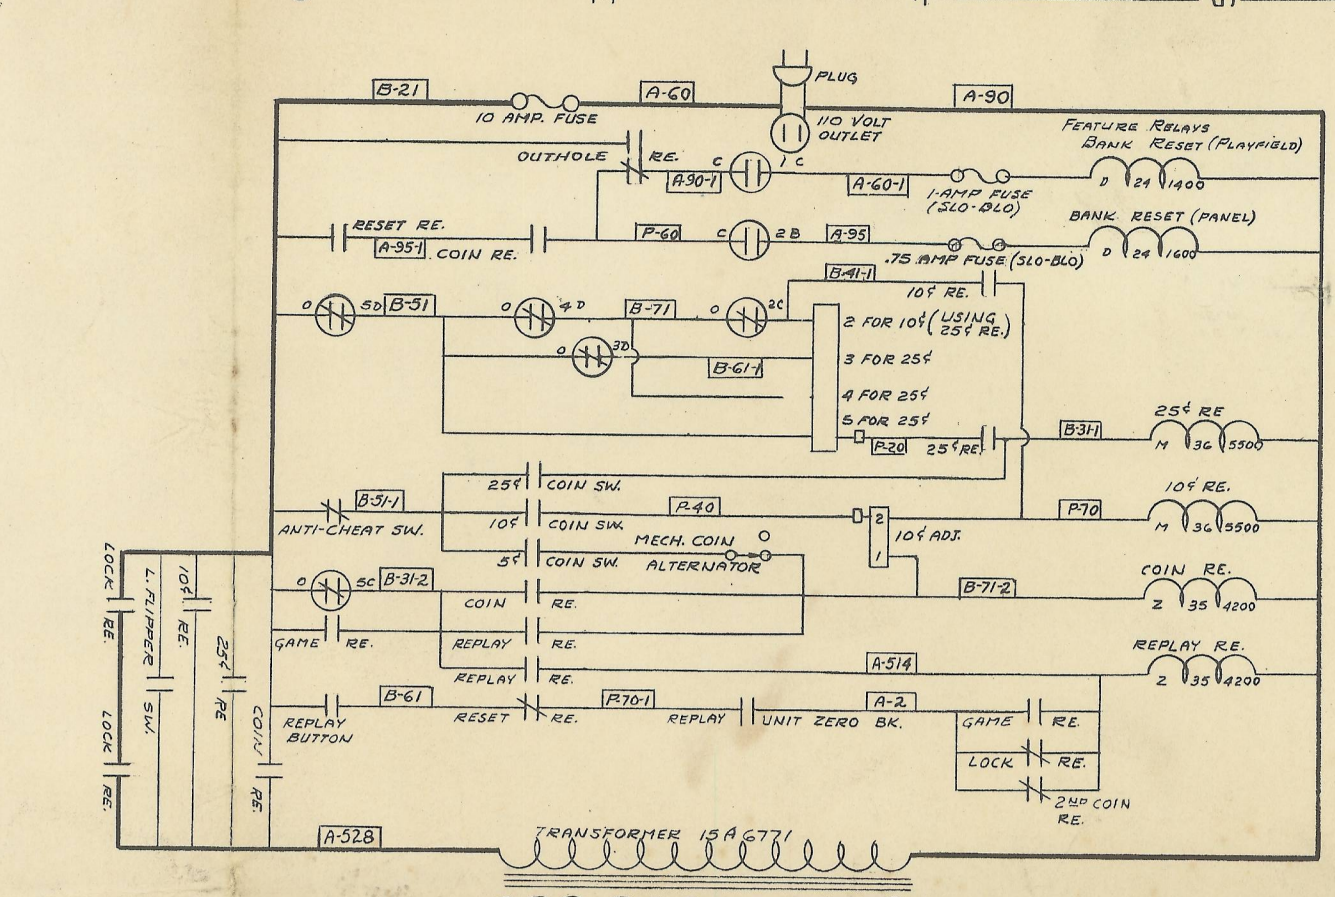 PLUG
B-21
A-60
A-90
10 AMP. FUSE
110 VOLT
OUTLET
FEATURE RELAYS
BANK RESET (PLAYFIELD)
OUTHOLE RE.
C
1 C
A-90-1
A-60-1
1-AMP FUSE
(SLO-BLO)
D 24 1400
RESET RE.
A-95-1
COIN RE.
P-60
C
2 B
A-95
BANK RESET (PANEL)
.75 AMP FUSE (SLO-BLO)
D 24 1600
B-41-1
10¢ RE.
O
5D
B-51
O
4 D
B-71
O
2C
2 FOR 10¢ (USING
25¢ RE.)
O
3D
B-61-1
3 FOR 25¢
4 FOR 25¢
5 FOR 25¢
P-20
25¢ RE.
B-31-1
25¢ RE
M 36 5500
25¢ COIN SW.
B-51-1
ANTI-CHEAT SW.
10¢ COIN SW.
P-40
2
10¢ ADJ.
1
P-70
10¢ RE.
M 36 5500
MECH. COIN
ALTERNATOR
5¢ COIN SW.
O
5C
B-31-2
COIN RE.
B-71-2
COIN RE.
Z 35 4200
GAME RE.
REPLAY RE.
REPLAY RE.
A-514
REPLAY RE.
Z 35 4200
REPLAY
BUTTON
B-61
RESET RE.
P-70-1
REPLAY UNIT ZERO BK.
A-2
GAME RE.
LOCK RE.
2ND COIN
RE.
LOCK RE.
LOCK RE.
L. FLIPPER SW.
10¢ RE.
25¢ RE
COIN RE.
A-528
TRANSFORMER 15A6771